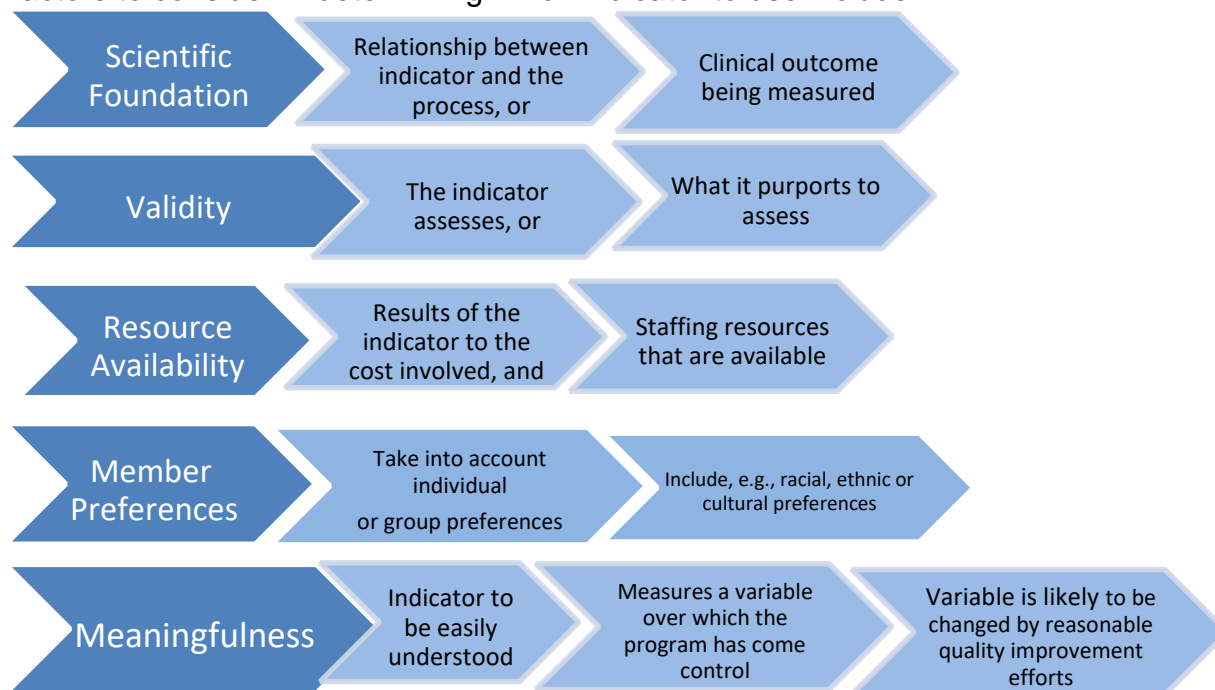 Scientific
Foundation
Relationship between
indicator and the
process, or
Clinical outcome
being measured
Validity
The indicator
assesses, or
What it purports to
assess
Resource
Availability
Results of the
indicator to the
cost involved, and
Staffing resources
that are available
Member
Preferences
Take into account
individual
or group preferences
Include, e.g., racial, ethnic or
cultural preferences
Meaningfulness
Indicator to
be easily
understood
Measures a variable
over which the
program has come
control
Variable is likely to be
changed by reasonable
quality improvement
efforts